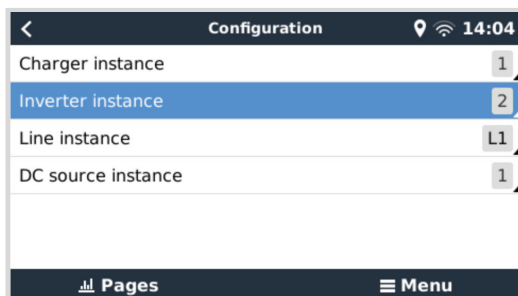 Configuration 14:04
Charger instance 1
Inverter instance 2
Line instance L1
DC source instance 1
Pages Menu